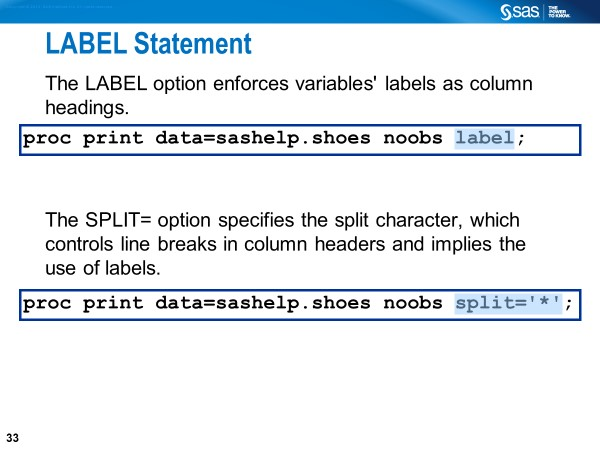 sas THE
POWER
TO KNOW.
LABEL Statement
The LABEL option enforces variables' labels as column
headings.
proc print data=sashelp.shoes noobs label;
The SPLIT= option specifies the split character, which
controls line breaks in column headers and implies the
use of labels.
proc print data=sashelp.shoes noobs split='*';
33